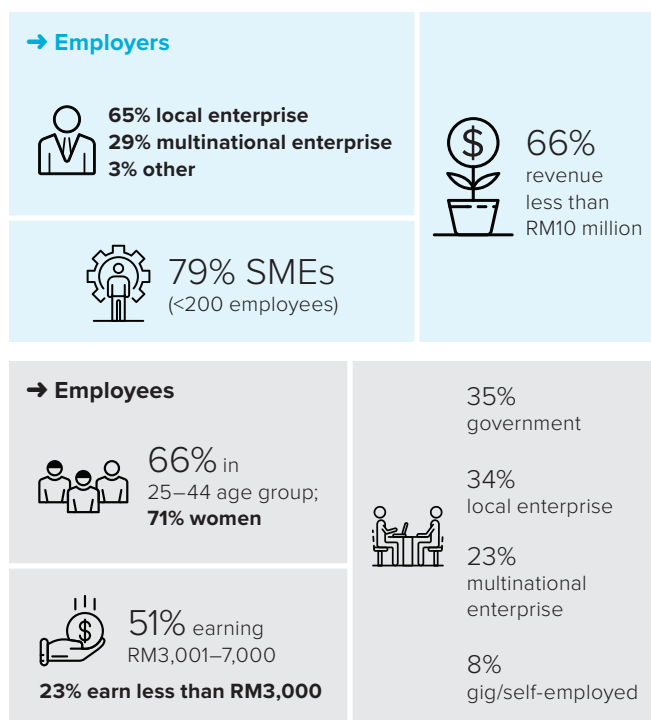 ➔ Employers
65% local enterprise
29% multinational enterprise
3% other
79% SMEs
(<200 employees)
$
66%
revenue
less than
RM10 million
➔ Employees
66% in
25–44 age group;
71% women
$
51% earning
RM3,001–7,000
23% earn less than RM3,000
35%
government
34%
local enterprise
23%
multinational
enterprise
8%
gig/self-employed